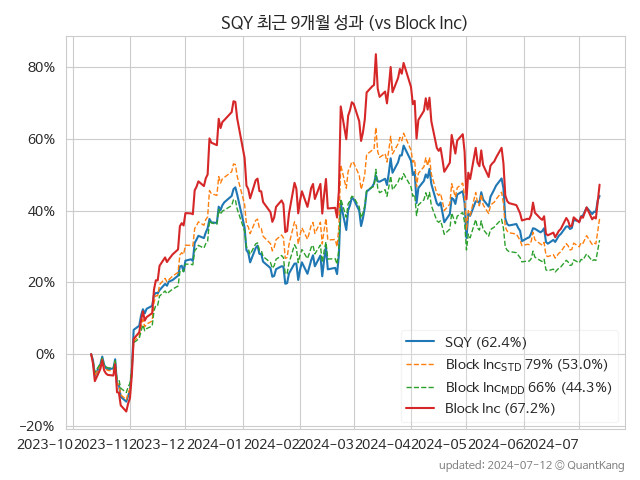 SQY 최근 9개월 성과 (vs Block Inc)
80%
60%
40%
20%
0%
−20%
SQY (62.4%)
Block IncSTD 79% (53.0%)
Block IncMDD 66% (44.3%)
Block Inc (67.2%)
2023-10 2023-11 2023-12 2024-01 2024-02 2024-03 2024-04 2024-05 2024-06 2024-07
updated: 2024-07-12 © QuantKang